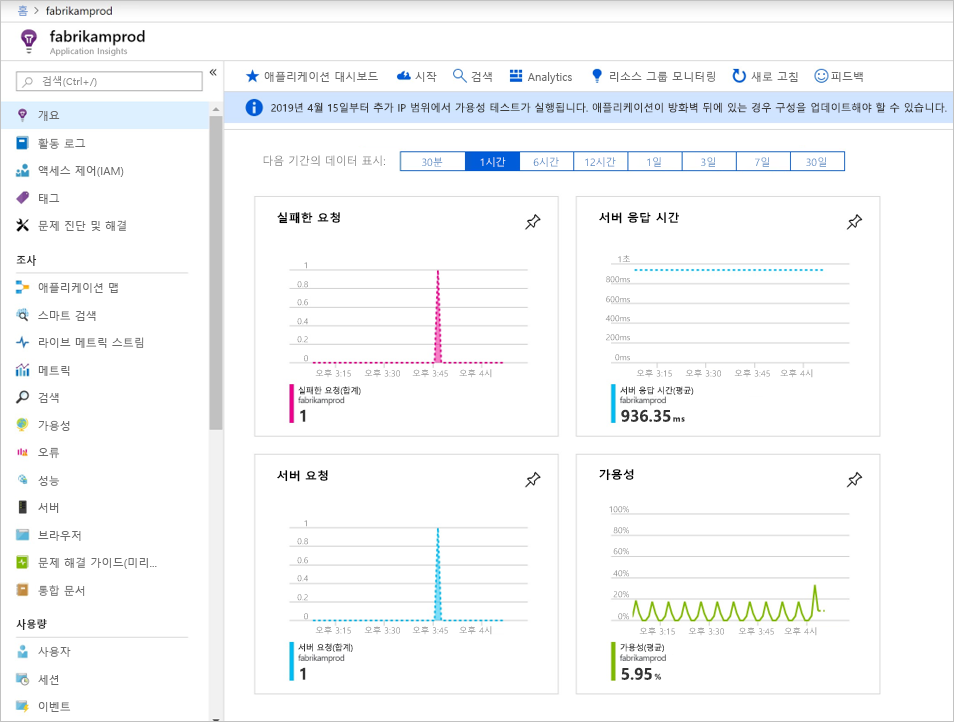 홈 > fabrikamprod
fabrikamprod
Application Insights
검색(Ctrl+/)
«
개요
활동 로그
액세스 제어(IAM)
태그
문제 진단 및 해결
조사
애플리케이션 맵
스마트 검색
라이브 메트릭 스트림
메트릭
검색
가용성
오류
성능
서버
브라우저
문제 해결 가이드(미리...
통합 문서
사용량
사용자
세션
이벤트
애플리케이션 대시보드 시작 검색 Analytics 리소스 그룹 모니터링 새로 고침 피드백
2019년 4월 15일부터 추가 IP 범위에서 가용성 테스트가 실행됩니다. 애플리케이션이 방화벽 뒤에 있는 경우 구성을 업데이트해야 할 수 있습니다.
다음 기간의 데이터 표시: 30분 1시간 6시간 12시간 1일 3일 7일 30일
실패한 요청
1
0.8
0.6
0.4
0.2
0
오후 3:15 오후 3:30 오후 3:45 오후 4시
실패한 요청(합계)
fabrikamprod
1
서버 응답 시간
1초
800ms
600ms
400ms
200ms
0ms
오후 3:15 오후 3:30 오후 3:45 오후 4시
서버 응답 시간(평균)
fabrikamprod
936.35 ms
서버 요청
1
0.8
0.6
0.4
0.2
0
오후 3:15 오후 3:30 오후 3:45 오후 4시
서버 요청(합계)
fabrikamprod
1
가용성
100%
80%
60%
40%
20%
0%
오후 3:15 오후 3:30 오후 3:45 오후 4시
가용성(평균)
fabrikamprod
5.95 %